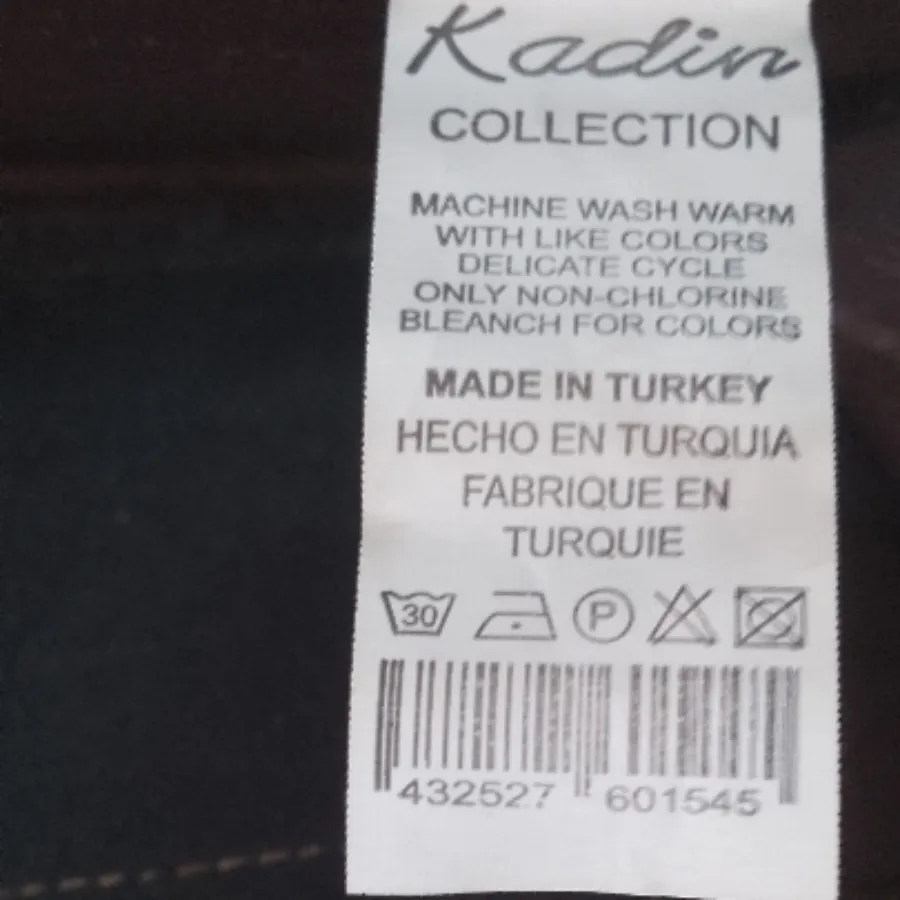 Kadin
COLLECTION
MACHINE WASH WARM
WITH LIKE COLORS
DELICATE CYCLE
ONLY NON-CHLORINE
BLEANCH FOR COLORS
MADE IN TURKEY
HECHO EN TURQUIA
FABRIQUE EN
TURQUIE
30 P
432527 601545